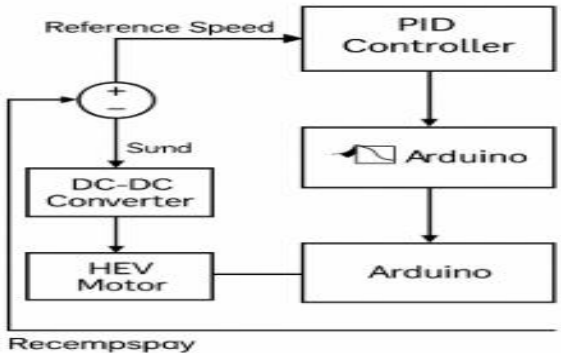 Reference Speed
PID
Controller
+
−
Sund
Arduino
DC-DC
Converter
HEV
Motor
Arduino
Recempspay